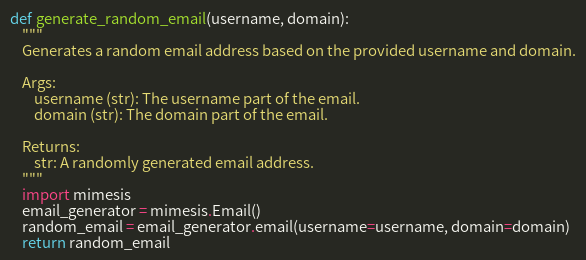 def generate_random_email(username, domain):
    """
    Generates a random email address based on the provided username and domain.

    Args:
        username (str): The username part of the email.
        domain (str): The domain part of the email.

    Returns:
        str: A randomly generated email address.
    """
    import mimesis
    email_generator = mimesis.Email()
    random_email = email_generator.email(username=username, domain=domain)
    return random_email